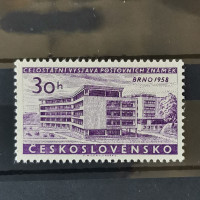 CELOSTÁTNÍ VÝSTAVA POŠTOVNÍCH ZNÁMEK
BRNO 1958
30h
ČESKOSLOVENSKO